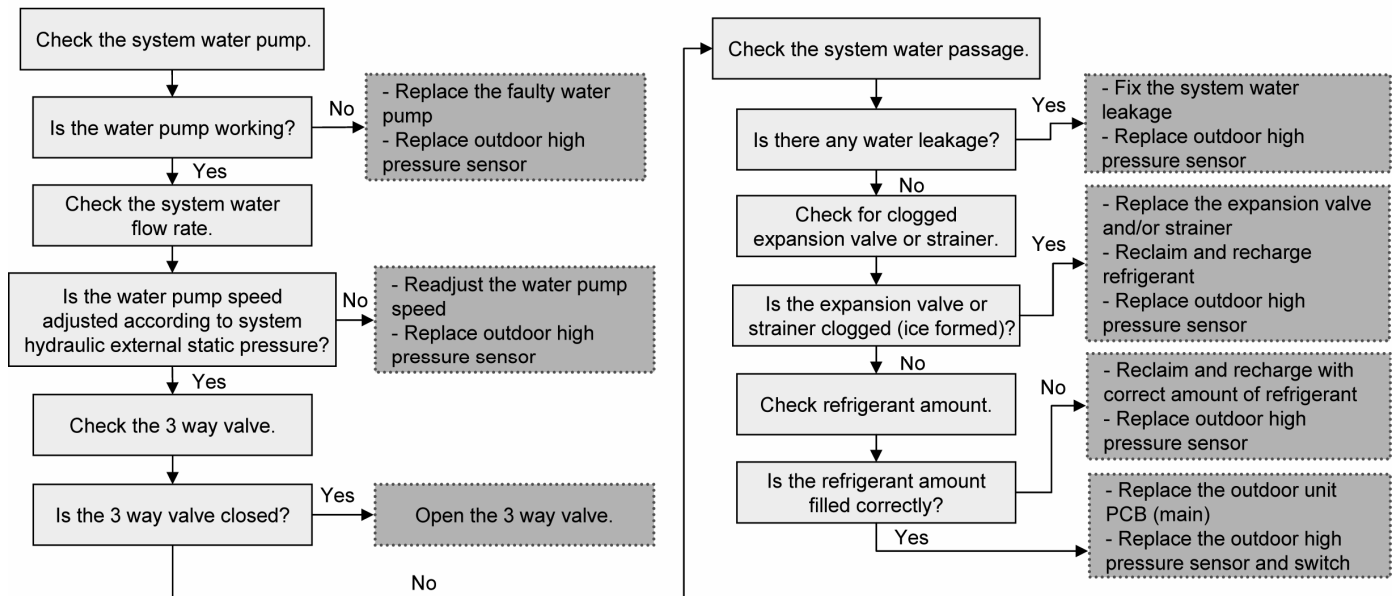 Check the system water pump.
Is the water pump working?
No
- Replace the faulty water
pump
- Replace outdoor high
pressure sensor
Yes
Check the system water
flow rate.
Is the water pump speed
adjusted according to system
hydraulic external static pressure?
No
- Readjust the water pump
speed
- Replace outdoor high
pressure sensor
Yes
Check the 3 way valve.
Is the 3 way valve closed?
Yes
Open the 3 way valve.
No
Check the system water passage.
Is there any water leakage?
Yes
- Fix the system water
leakage
- Replace outdoor high
pressure sensor
No
Check for clogged
expansion valve or strainer.
Is the expansion valve or
strainer clogged (ice formed)?
Yes
- Replace the expansion valve
and/or strainer
- Reclaim and recharge
refrigerant
- Replace outdoor high
pressure sensor
No
Check refrigerant amount.
Is the refrigerant amount
filled correctly?
No
- Reclaim and recharge with
correct amount of refrigerant
- Replace outdoor high
pressure sensor
Yes
- Replace the outdoor unit
PCB (main)
- Replace the outdoor high
pressure sensor and switch